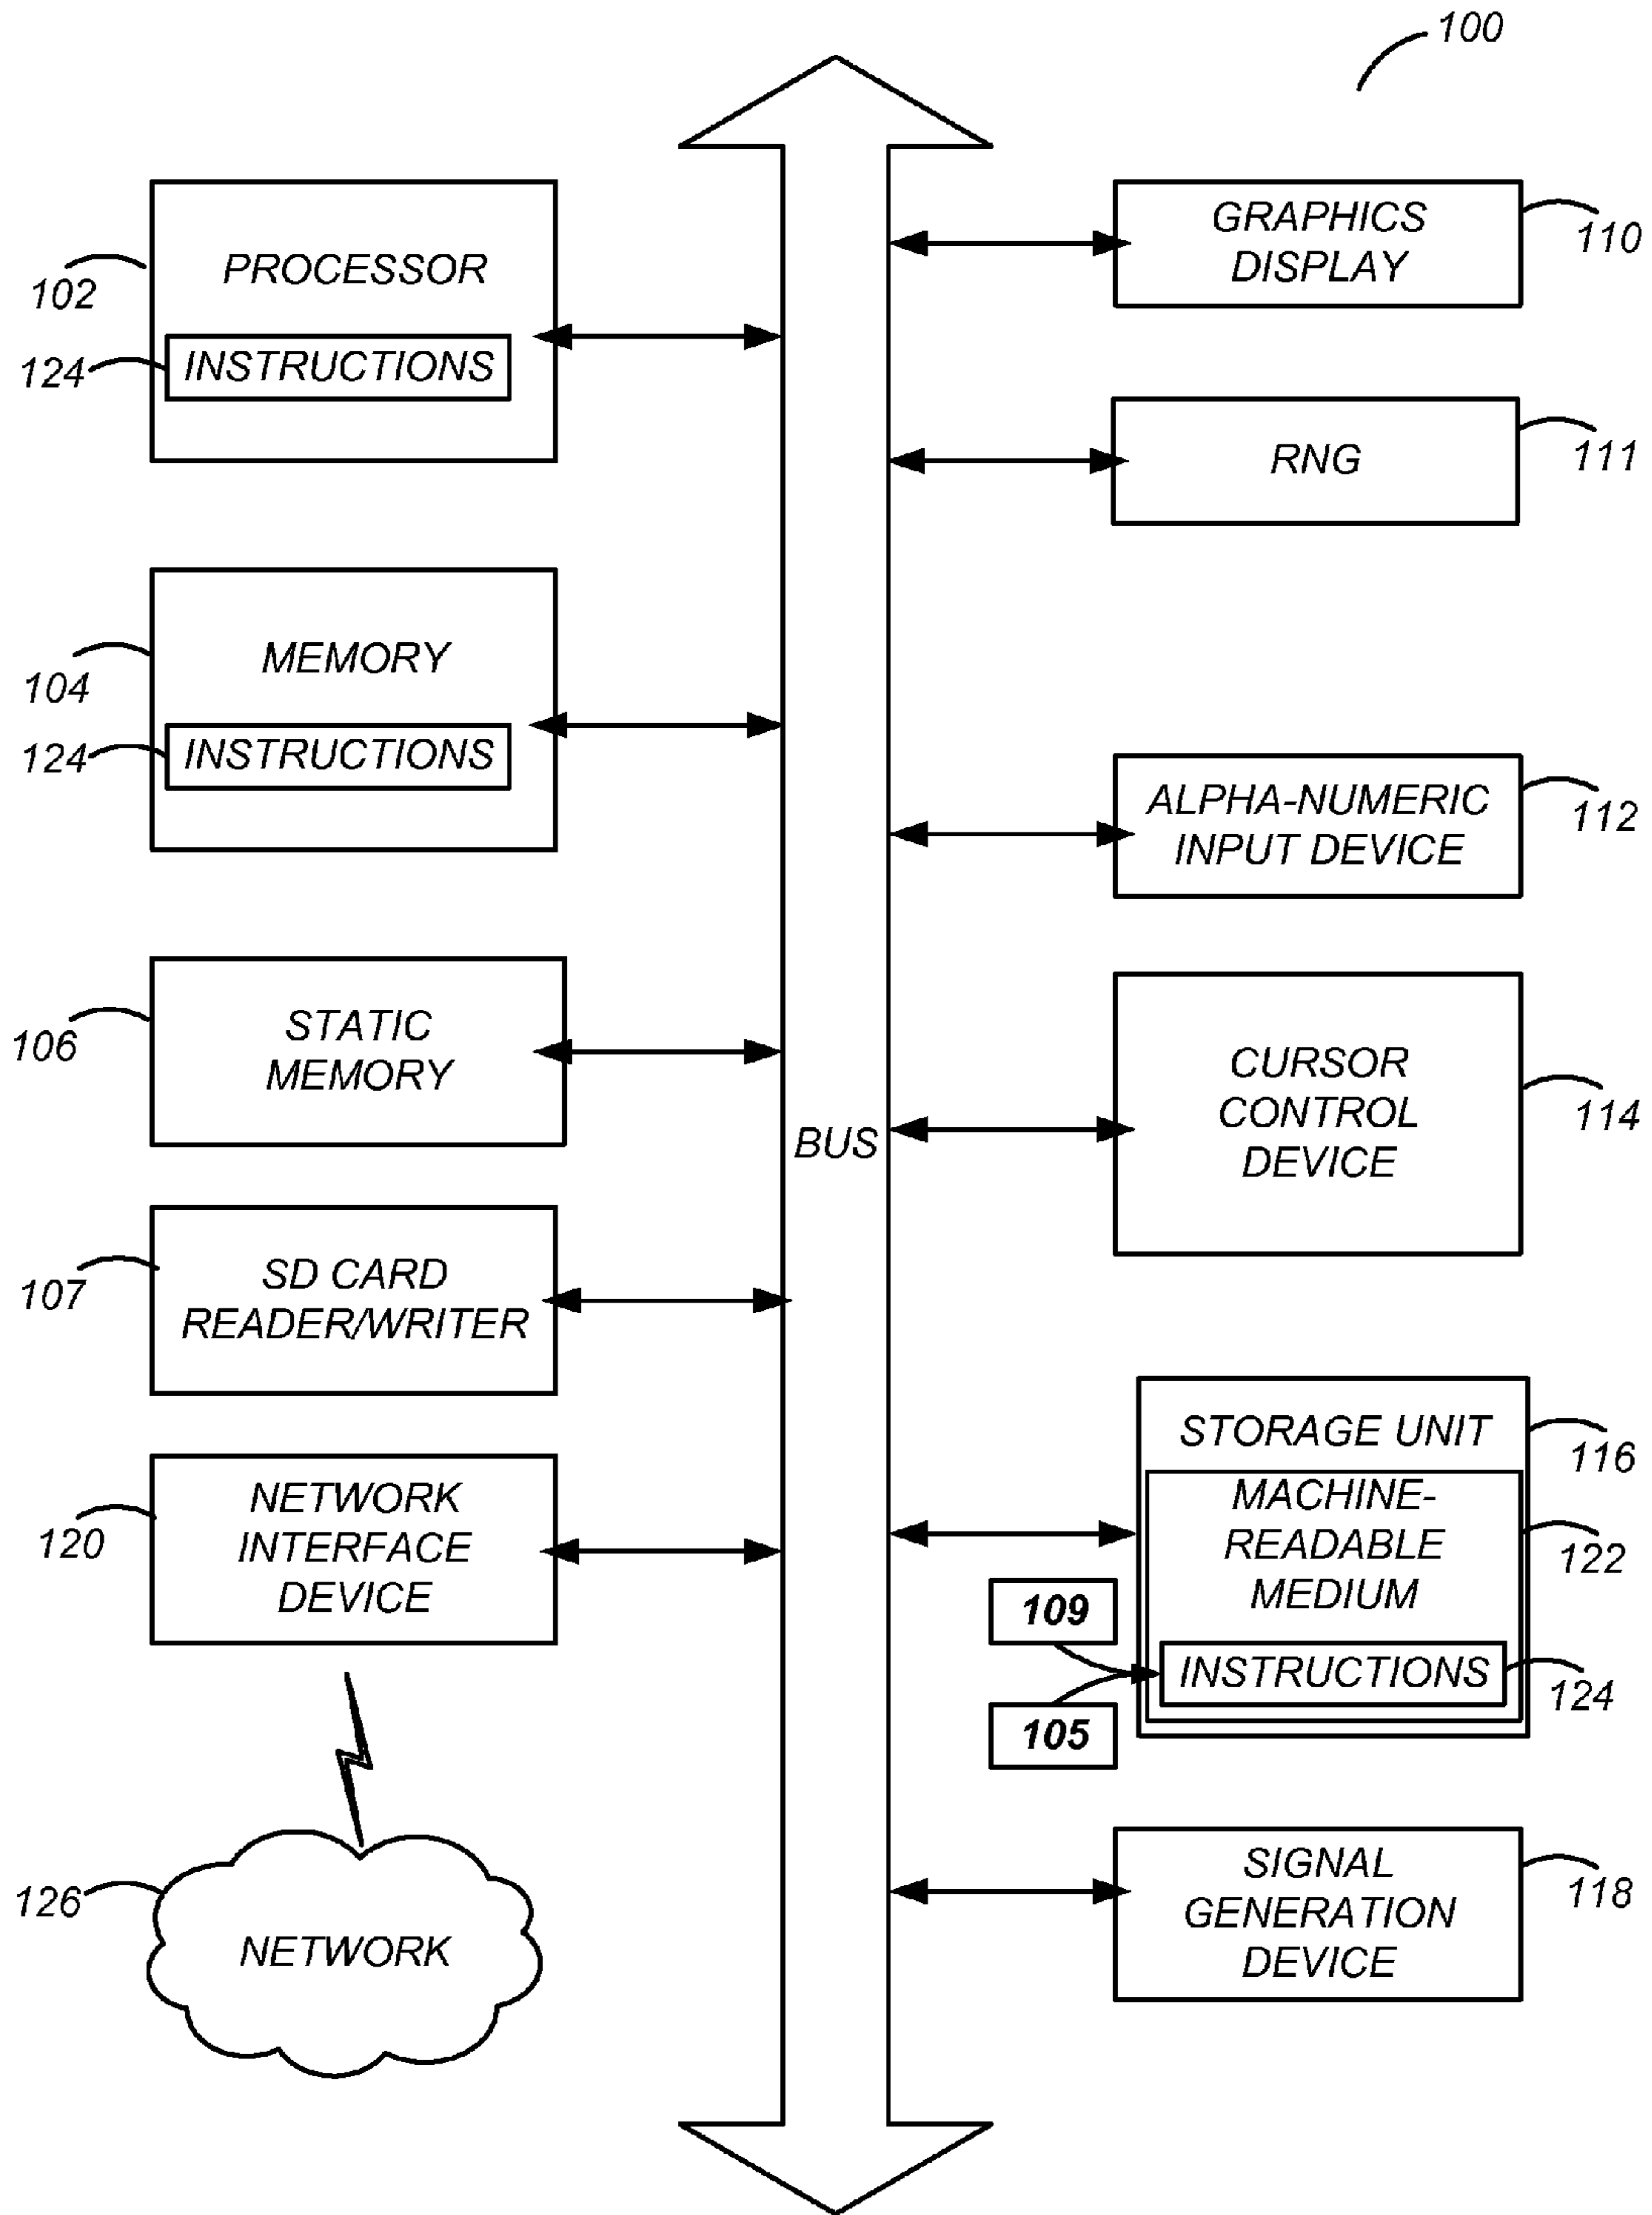 100
PROCESSOR
102
INSTRUCTIONS
124
MEMORY
104
INSTRUCTIONS
124
STATIC
MEMORY
106
SD CARD
READER/WRITER
107
NETWORK
INTERFACE
DEVICE
120
NETWORK
126
BUS
GRAPHICS
DISPLAY
110
RNG
111
ALPHA-NUMERIC
INPUT DEVICE
112
CURSOR
CONTROL
DEVICE
114
STORAGE UNIT
116
MACHINE-
READABLE
MEDIUM
122
109
INSTRUCTIONS
124
105
SIGNAL
GENERATION
DEVICE
118